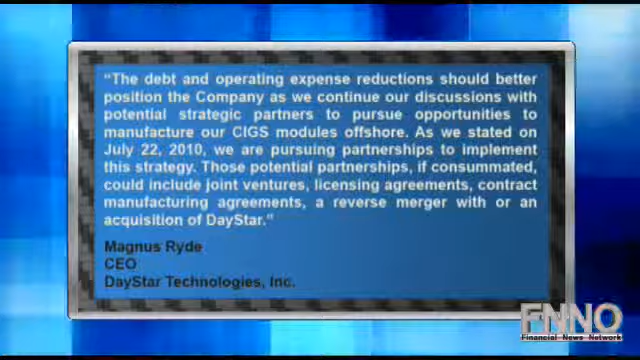 “The debt and operating expense reductions should better
position the Company as we continue our discussions with
potential strategic partners to pursue opportunities to
manufacture our CIGS modules offshore. As we stated on
July 22, 2010, we are pursuing partnerships to implement
this strategy. Those potential partnerships, if consummated,
could include joint ventures, licensing agreements, contract
manufacturing agreements, a reverse merger with or an
acquisition of DayStar.”
Magnus Ryde
CEO
DayStar Technologies, Inc.
FNNO
Financial News Network